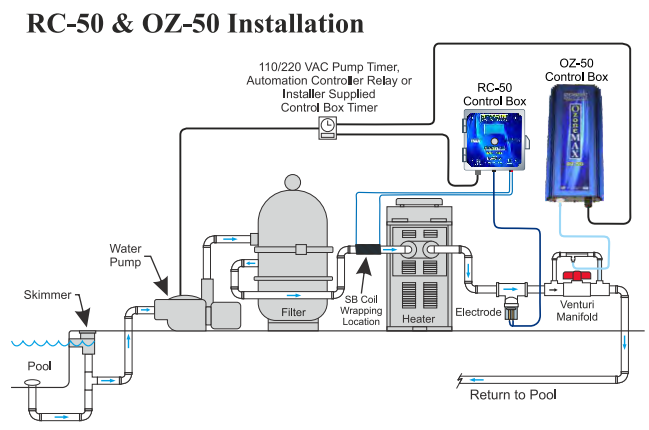 RC-50 & OZ-50 Installation
110/220 VAC Pump Timer,
Automation Controller Relay or
Installer Supplied
Control Box Timer
RC-50
Control Box
OZ-50
Control Box
OzoneMAX
Water
Pump
Skimmer
Pool
Filter
SB Coil
Wrapping
Location
Heater
Electrode
Venturi
Manifold
Return to Pool